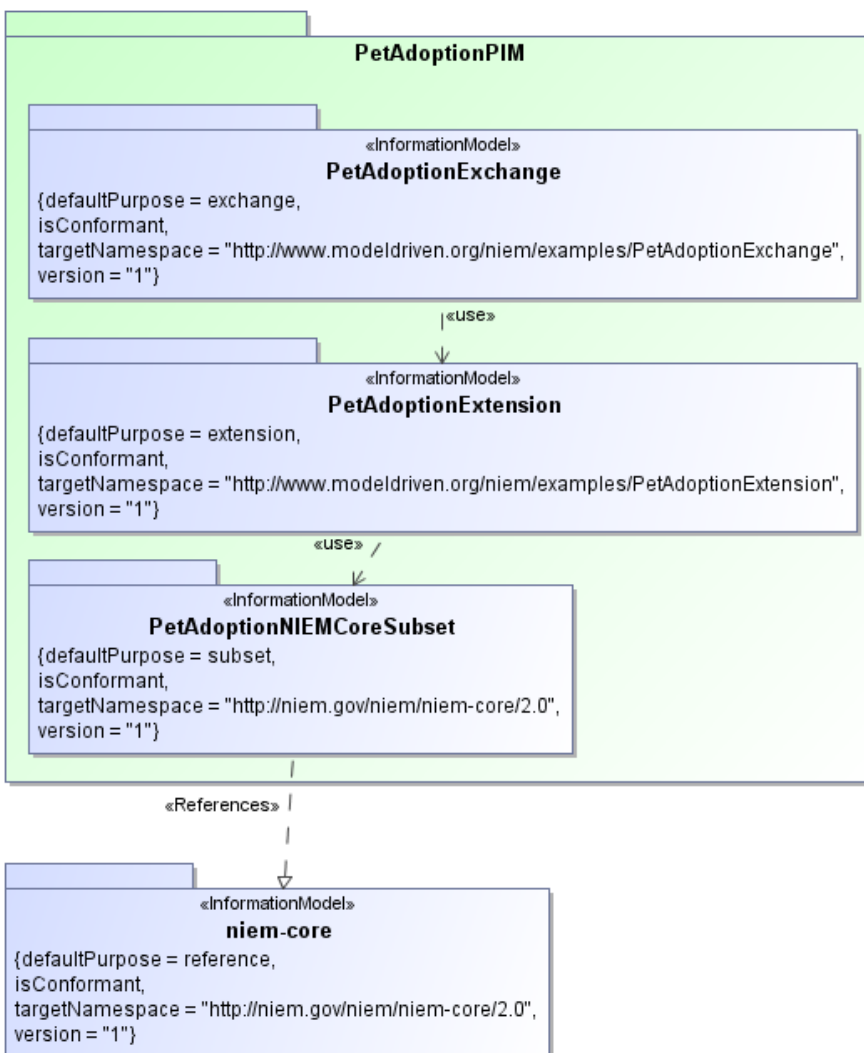 PetAdoptionPIM
«InformationModel»
PetAdoptionExchange
{defaultPurpose = exchange,
isConformant,
targetNamespace = "http://www.modeldriven.org/niem/examples/PetAdoptionExchange",
version = "1"}
«use»
«InformationModel»
PetAdoptionExtension
{defaultPurpose = extension,
isConformant,
targetNamespace = "http://www.modeldriven.org/niem/examples/PetAdoptionExtension",
version = "1"}
«use»
«InformationModel»
PetAdoptionNIEMCoreSubset
{defaultPurpose = subset,
isConformant,
targetNamespace = "http://niem.gov/niem/niem-core/2.0",
version = "1"}
«References»
«InformationModel»
niem-core
{defaultPurpose = reference,
isConformant,
targetNamespace = "http://niem.gov/niem/niem-core/2.0",
version = "1"}